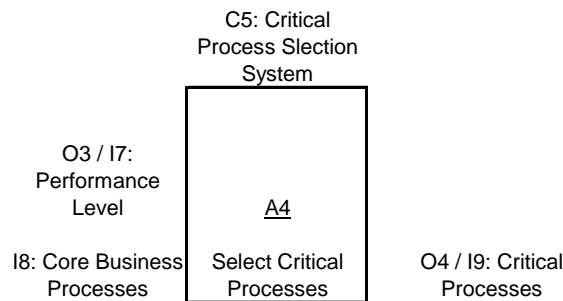 C5: Critical
Process Slection
System
O3 / I7:
Performance
Level
A4
I8: Core Business
Processes
Select Critical
Processes
O4 / I9: Critical
Processes